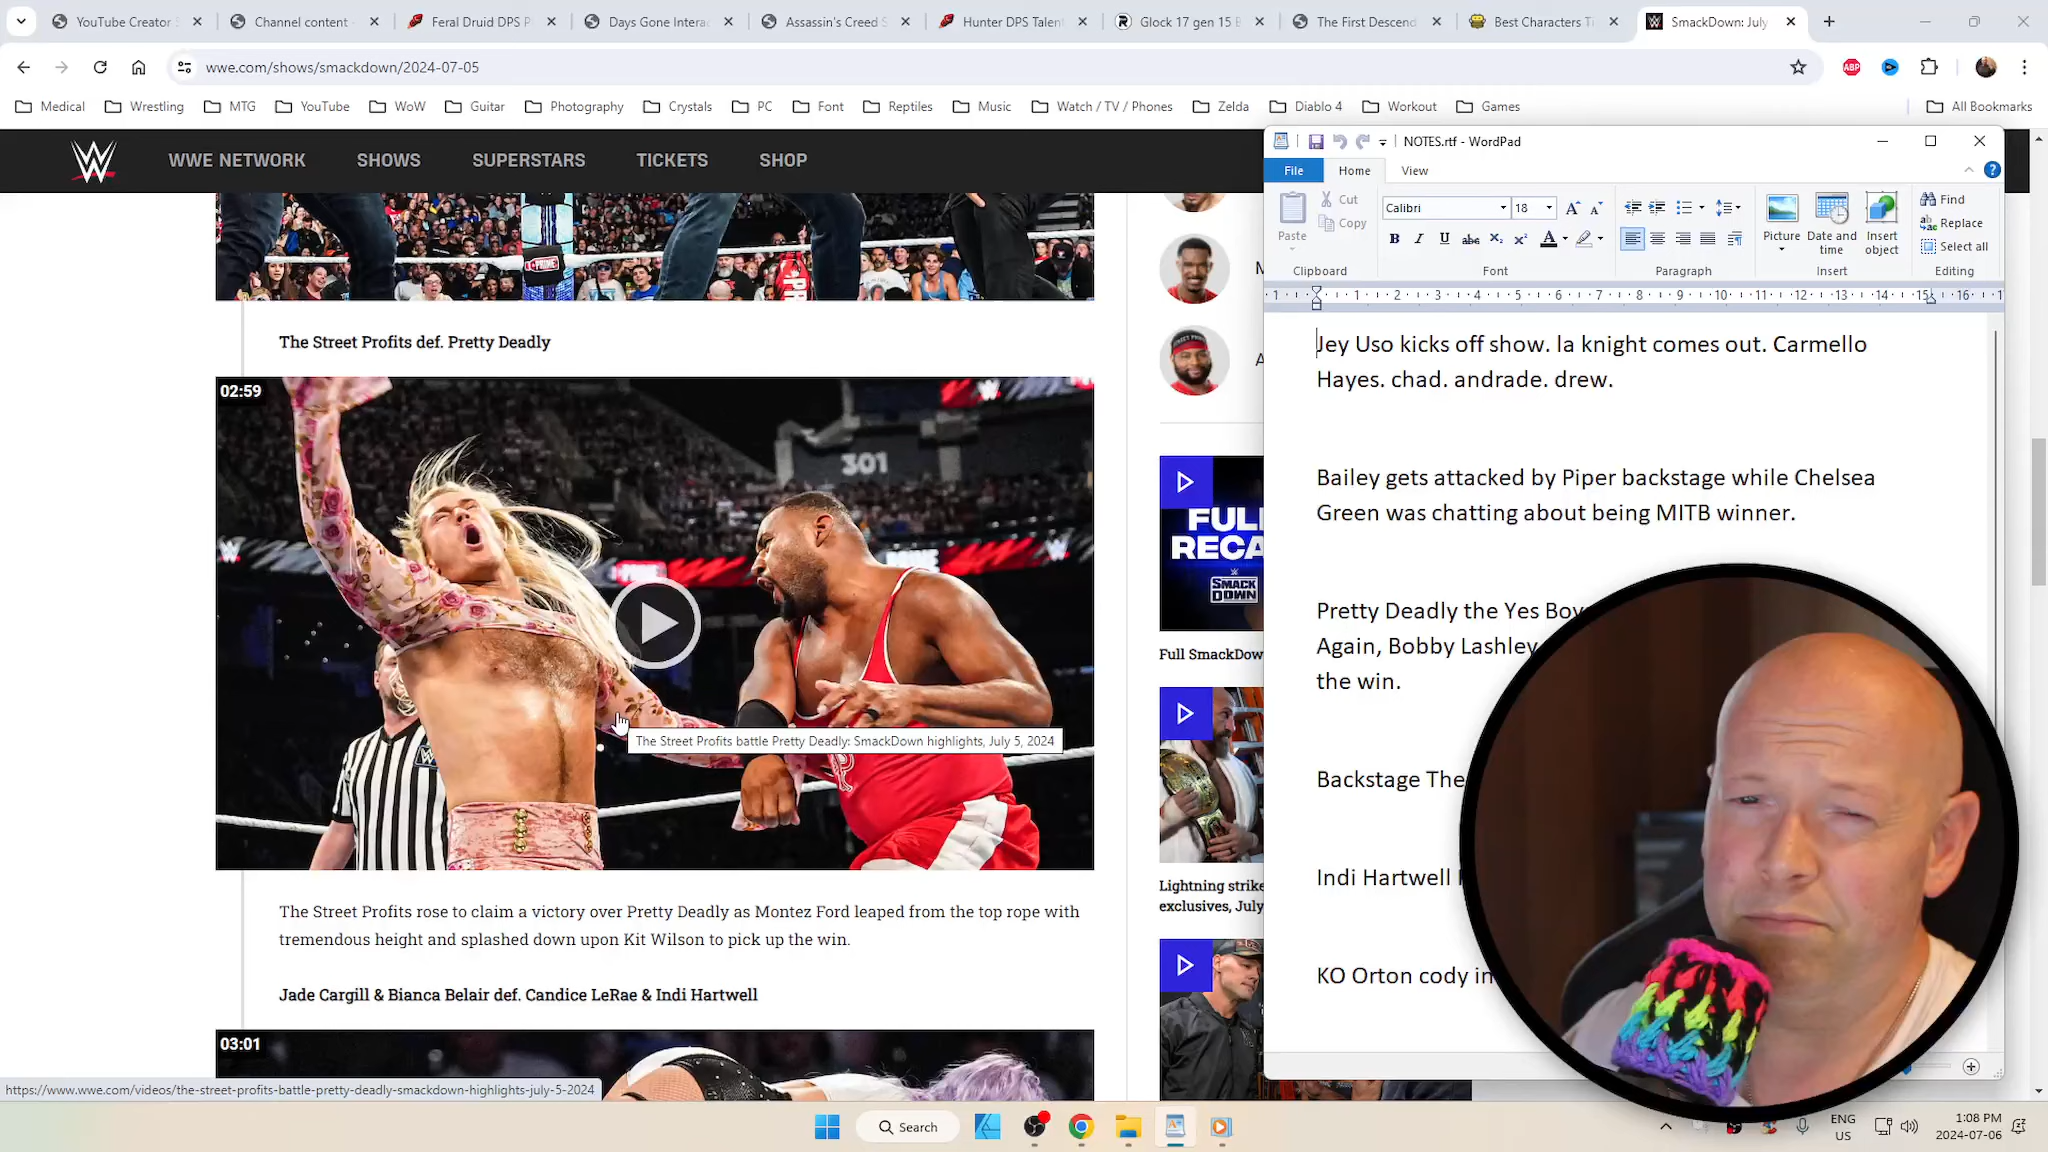 YouTube Creator
Channel content
Feral Druid DPS
Days Gone Interac
Assassin's Creed S
Hunter DPS Talent
Glock 17 gen 15
The First Descend
Best Characters
SmackDown: July
wwe.com/shows/smackdown/2024-07-05
ABP
Medical
Wrestling
MTG
YouTube
WoW
Guitar
Photography
Crystals
PC
Font
Reptiles
Music
Watch / TV / Phones
Zelda
Diablo 4
Workout
Games
All Bookmarks
WWE NETWORK
SHOWS
SUPERSTARS
TICKETS
SHOP
NOTES.rtf - WordPad
File
Home
View
Paste
Cut
Copy
Clipboard
Calibri
18
Font
Paragraph
Picture
Date and time
Insert object
Insert
Find
Replace
Select all
Editing
PRIME
The Street Profits def. Pretty Deadly
02:59
301
The Street Profits battle Pretty Deadly: SmackDown highlights, July 5, 2024
The Street Profits rose to claim a victory over Pretty Deadly as Montez Ford leaped from the top rope with
tremendous height and splashed down upon Kit Wilson to pick up the win.
Jade Cargill & Bianca Belair def. Candice LeRae & Indi Hartwell
03:01
https://www.wwe.com/videos/the-street-profits-battle-pretty-deadly-smackdown-highlights-july-5-2024
M
A
FULL
RECA
SMACK
DOWN
Full SmackDow
Lightning strike
exclusives, July
Jey Uso kicks off show. la knight comes out. Carmello
Hayes. chad. andrade. drew.
Bailey gets attacked by Piper backstage while Chelsea
Green was chatting about being MITB winner.
Pretty Deadly the Yes Boy
Again, Bobby Lashley
the win.
Backstage The
Indi Hartwell
KO Orton cody in
Search
ENG
US
1:08 PM
2024-07-06